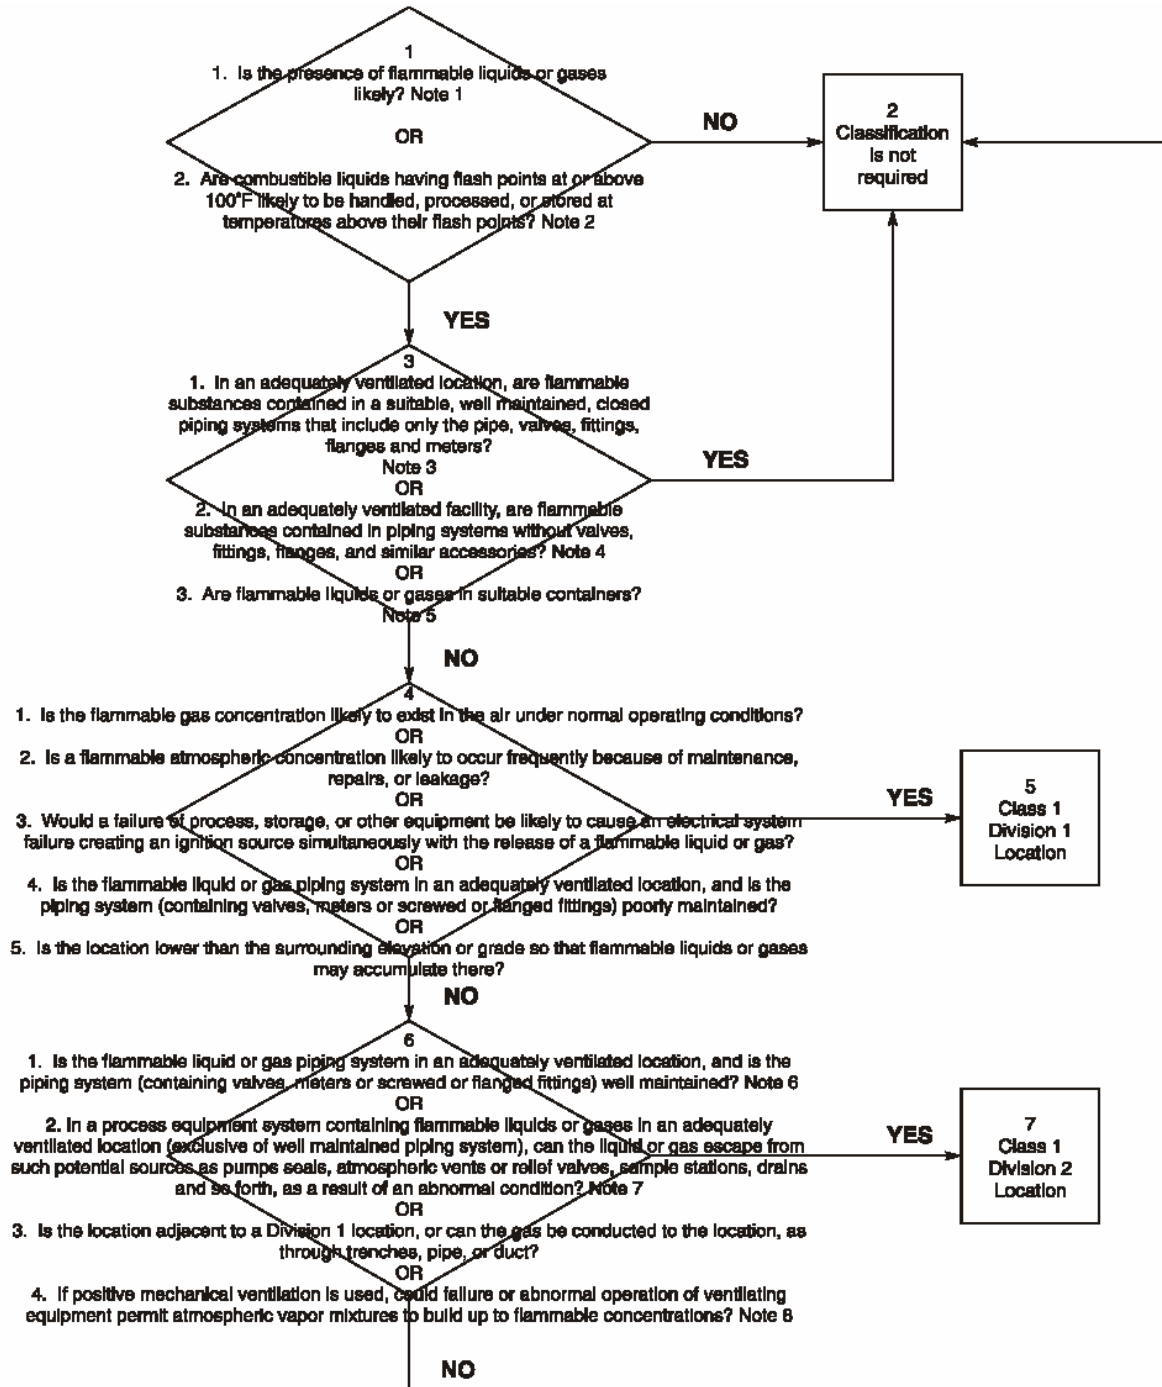 1
1. Is the presence of flammable liquids or gases
likely? Note 1
OR
2. Are combustible liquids having flash points at or above
100°F likely to be handled, processed, or stored at
temperatures above their flash points? Note 2
NO
2
Classification
is not
required
YES
3
1. In an adequately ventilated location, are flammable
substances contained in a suitable, well maintained, closed
piping systems that include only the pipe, valves, fittings,
flanges and meters?
Note 3
OR
2. In an adequately ventilated facility, are flammable
substances contained in piping systems without valves,
fittings, flanges, and similar accessories? Note 4
OR
3. Are flammable liquids or gases in suitable containers?
Note 5
YES
NO
4
1. Is the flammable gas concentration likely to exist in the air under normal operating conditions?
OR
2. Is a flammable atmospheric concentration likely to occur frequently because of maintenance,
repairs, or leakage?
OR
3. Would a failure of process, storage, or other equipment be likely to cause an electrical system
failure creating an ignition source simultaneously with the release of a flammable liquid or gas?
OR
4. Is the flammable liquid or gas piping system in an adequately ventilated location, and is the
piping system (containing valves, meters or screwed or flanged fittings) poorly maintained?
OR
5. Is the location lower than the surrounding elevation or grade so that flammable liquids or gases
may accumulate there?
YES
5
Class 1
Division 1
Location
NO
6
1. Is the flammable liquid or gas piping system in an adequately ventilated location, and is the
piping system (containing valves, meters or screwed or flanged fittings) well maintained? Note 6
OR
2. In a process equipment system containing flammable liquids or gases in an adequately
ventilated location (exclusive of well maintained piping system), can the liquid or gas escape from
such potential sources as pumps seals, atmospheric vents or relief valves, sample stations, drains
and so forth, as a result of an abnormal condition? Note 7
OR
3. Is the location adjacent to a Division 1 location, or can the gas be conducted to the location, as
through trenches, pipe, or duct?
OR
4. If positive mechanical ventilation is used, could failure or abnormal operation of ventilating
equipment permit atmospheric vapor mixtures to build up to flammable concentrations? Note 8
YES
7
Class 1
Division 2
Location
NO